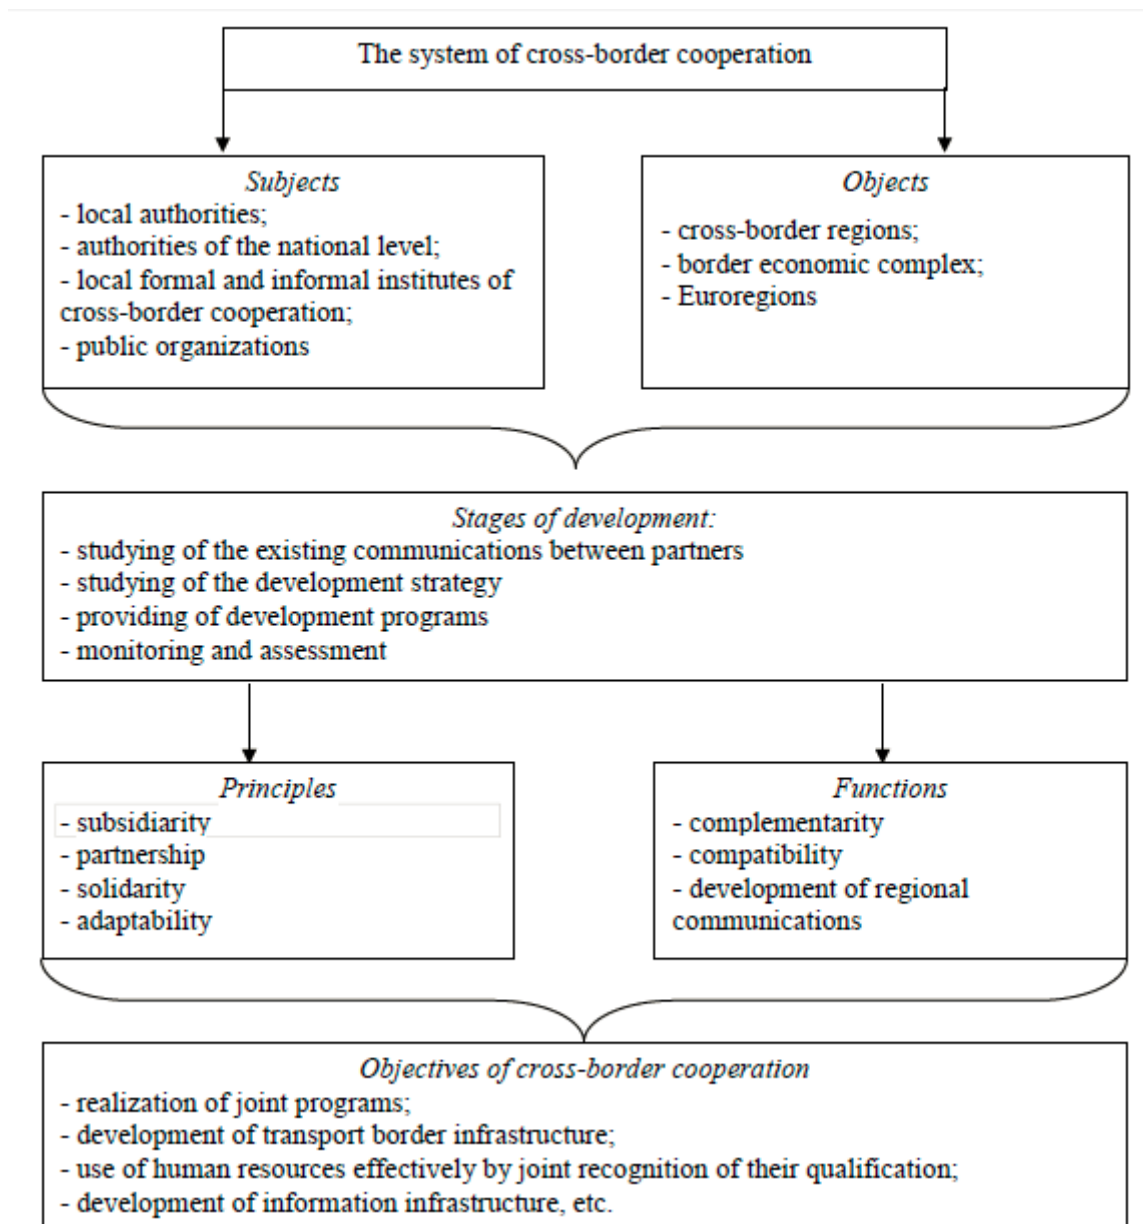 The system of cross-border cooperation
Subjects
- local authorities;
- authorities of the national level;
- local formal and informal institutes of
cross-border cooperation;
- public organizations
Objects
- cross-border regions;
- border economic complex;
- Euroregions
Stages of development:
- studying of the existing communications between partners
- studying of the development strategy
- providing of development programs
- monitoring and assessment
Principles
- subsidiarity
- partnership
- solidarity
- adaptability
Functions
- complementarity
- compatibility
- development of regional
communications
Objectives of cross-border cooperation
- realization of joint programs;
- development of transport border infrastructure;
- use of human resources effectively by joint recognition of their qualification;
- development of information infrastructure, etc.